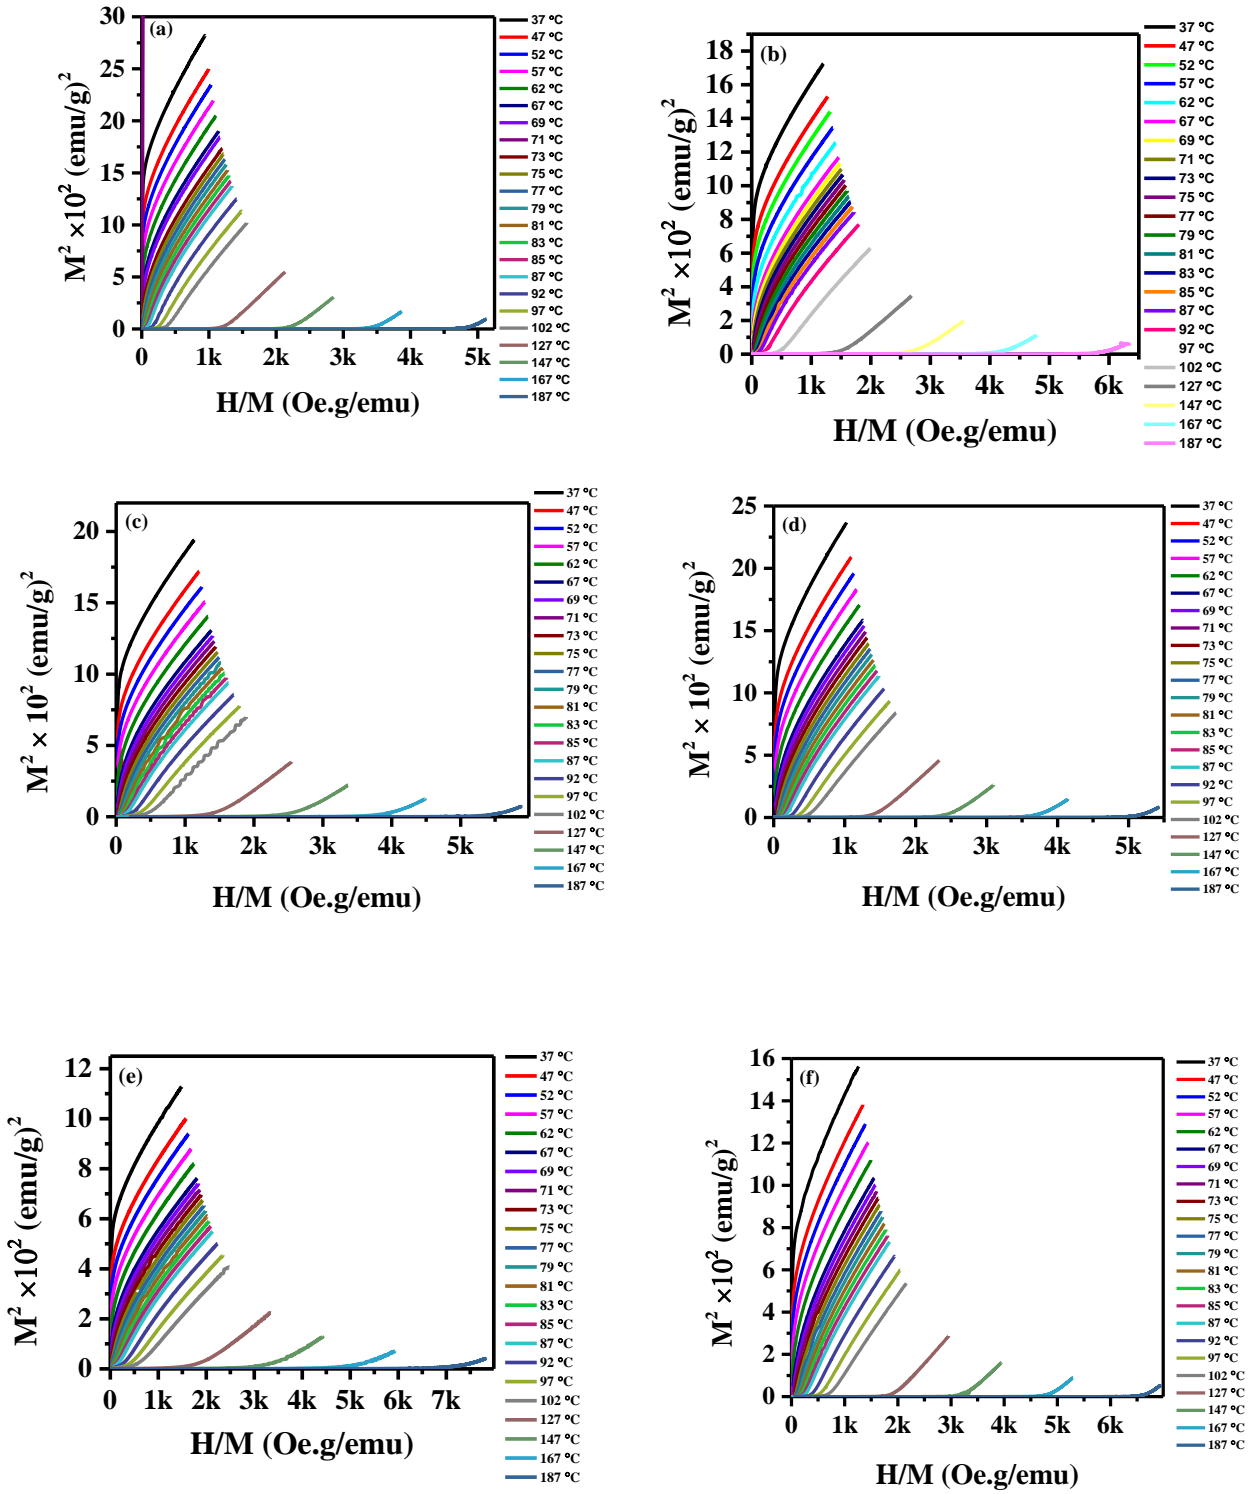 (a)
30
25
20
15
10
5
0
M² ×10² (emu/g)²
0 1k 2k 3k 4k 5k
H/M (Oe.g/emu)
37 °C
47 °C
52 °C
57 °C
62 °C
67 °C
69 °C
71 °C
73 °C
75 °C
77 °C
79 °C
81 °C
83 °C
85 °C
87 °C
92 °C
97 °C
102 °C
127 °C
147 °C
167 °C
187 °C
(b)
18
16
14
12
10
8
6
4
2
0
M² ×10² (emu/g)²
0 1k 2k 3k 4k 5k 6k
H/M (Oe.g/emu)
37 °C
47 °C
52 °C
57 °C
62 °C
67 °C
69 °C
71 °C
73 °C
75 °C
77 °C
79 °C
81 °C
83 °C
85 °C
87 °C
92 °C
97 °C
102 °C
127 °C
147 °C
167 °C
187 °C
(c)
20
15
10
5
0
M² × 10² (emu/g)²
0 1k 2k 3k 4k 5k
H/M (Oe.g/emu)
37 °C
47 °C
52 °C
57 °C
62 °C
67 °C
69 °C
71 °C
73 °C
75 °C
77 °C
79 °C
81 °C
83 °C
85 °C
87 °C
92 °C
97 °C
102 °C
127 °C
147 °C
167 °C
187 °C
(d)
25
20
15
10
5
0
M² × 10² (emu/g)²
0 1k 2k 3k 4k 5k
H/M (Oe.g/emu)
37 °C
47 °C
52 °C
57 °C
62 °C
67 °C
69 °C
71 °C
73 °C
75 °C
77 °C
79 °C
81 °C
83 °C
85 °C
87 °C
92 °C
97 °C
102 °C
127 °C
147 °C
167 °C
187 °C
(e)
12
10
8
6
4
2
0
M² ×10² (emu/g)²
0 1k 2k 3k 4k 5k 6k 7k
H/M (Oe.g/emu)
37 °C
47 °C
52 °C
57 °C
62 °C
67 °C
69 °C
71 °C
73 °C
75 °C
77 °C
79 °C
81 °C
83 °C
85 °C
87 °C
92 °C
97 °C
102 °C
127 °C
147 °C
167 °C
187 °C
(f)
16
14
12
10
8
6
4
2
0
M² ×10² (emu/g)²
0 1k 2k 3k 4k 5k 6k
H/M (Oe.g/emu)
37 °C
47 °C
52 °C
57 °C
62 °C
67 °C
69 °C
71 °C
73 °C
75 °C
77 °C
79 °C
81 °C
83 °C
85 °C
87 °C
92 °C
97 °C
102 °C
127 °C
147 °C
167 °C
187 °C